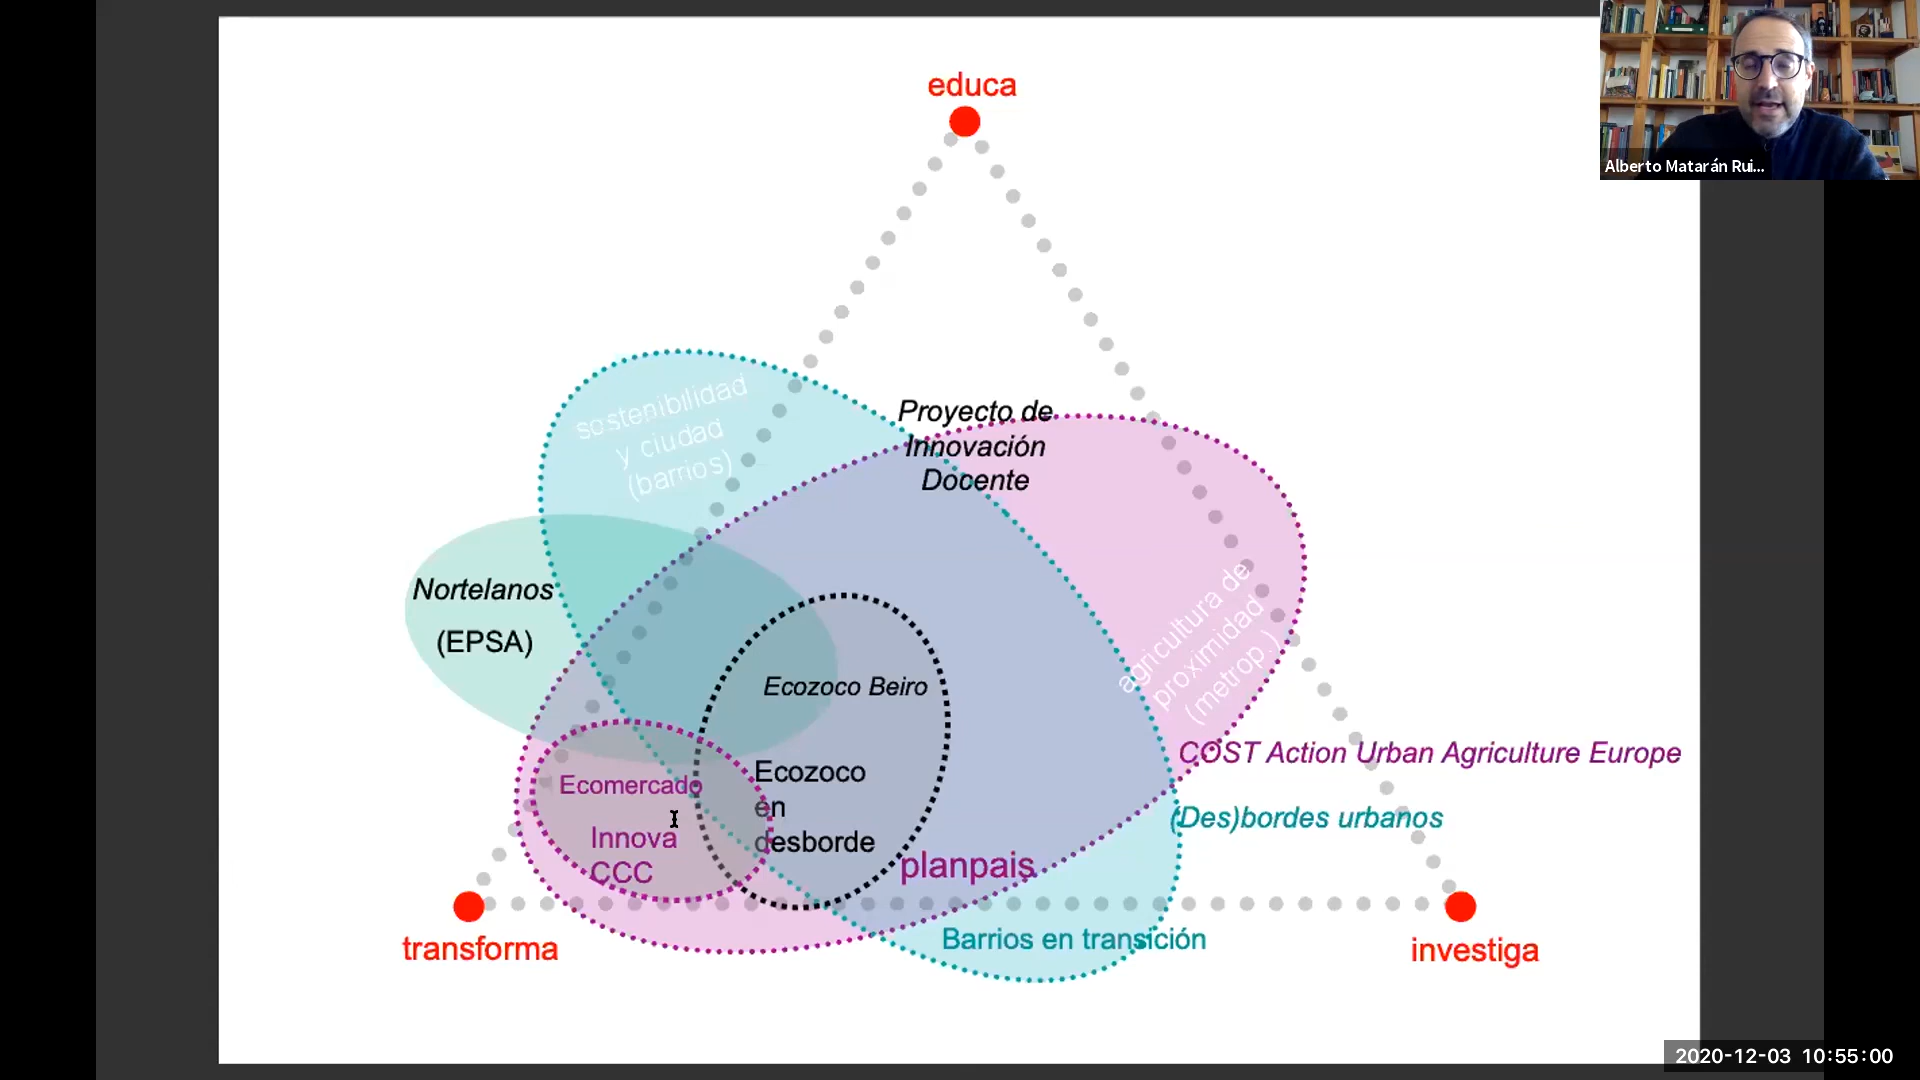 educa
Alberto Matarán Rui...
sostenibilidad
y ciudad
(barrios)
Proyecto de
Innovación
Docente
Nortelanos
(EPSA)
agricultura de
proximidad
(metrop.)
Ecozoco Beiro
COST Action Urban Agriculture Europe
Ecomercado
Innova
CCC
Ecozoco
en
desborde
(Des)bordes urbanos
planpais
Barrios en transición
transforma
investiga
2020-12-03 10:55:00